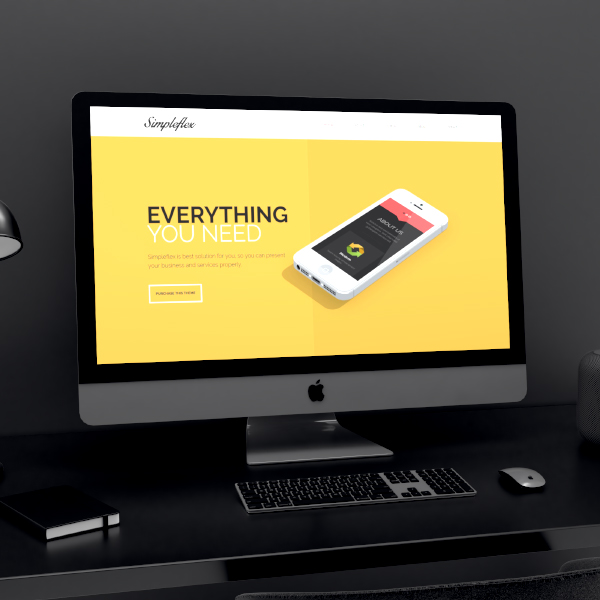 Simpleflex
EVERYTHING
YOU NEED
Simpleflex is best solution for you, so you can present
your business and services property.
PURCHASE THIS THEME
ABOUT US